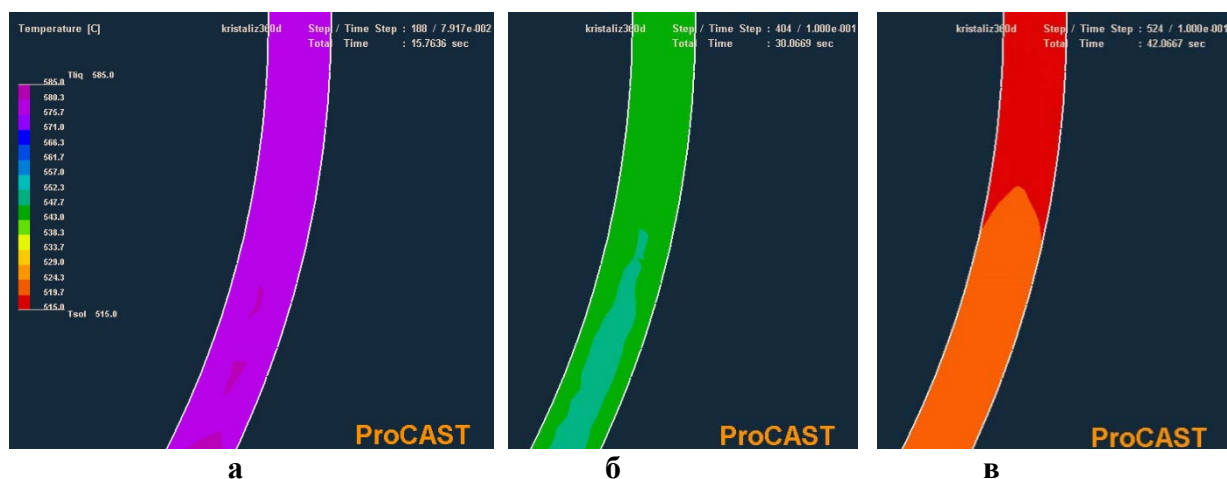 Temperature [C]
kristaliz360d Step / Time Step : 188 / 7.917e-002
Total Time : 15.7636 sec
Tliq 585.0
585.0
580.3
575.7
571.0
566.3
561.7
557.0
552.3
547.7
543.0
538.3
533.7
529.0
524.3
519.7
515.0
Tsol 515.0
ProCAST
kristaliz360d Step / Time Step : 404 / 1.000e-001
Total Time : 30.0669 sec
ProCAST
kristaliz360d Step / Time Step : 524 / 1.000e-001
Total Time : 42.0667 sec
ProCAST
а
б
в